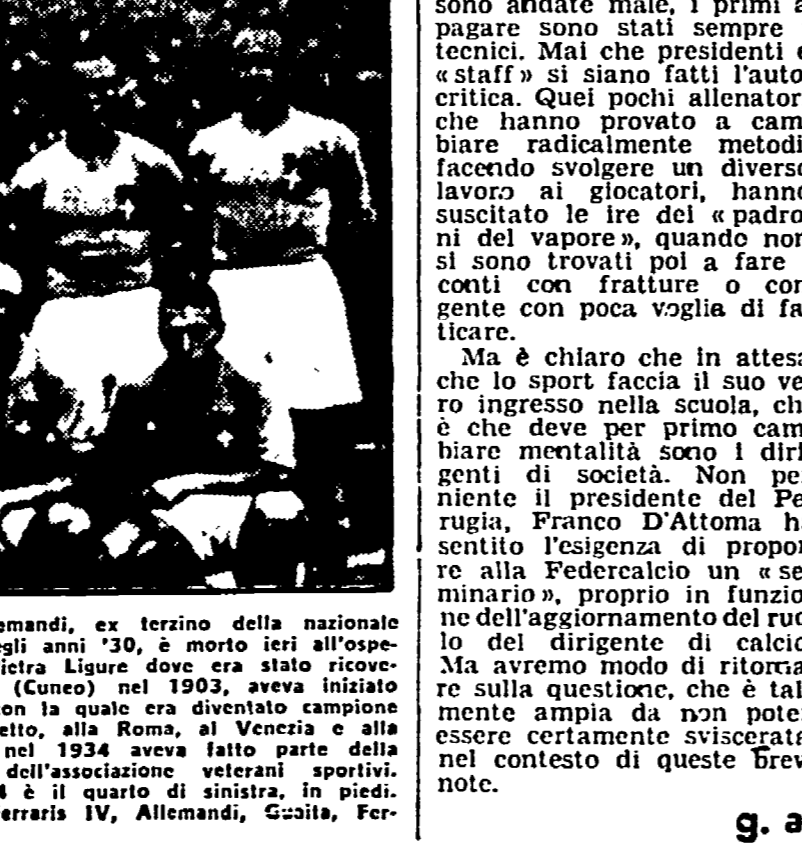 emandi, ex terzino della nazionale
egli anni '30, è morto ieri all'ospe-
ietra Ligure dove era stato ricove-
(Cuneo) nel 1903, aveva iniziato
on la quale era diventato campione
etto, alla Roma, al Venezia e alla
nel 1934 aveva fatto parte della
dell'associazione veterani sportivi.
4 è il quarto di sinistra, in piedi.
erraris IV, Allemandi, Guaita, Fer-
sono andate male, i primi a
pagare sono stati sempre
tecnici. Mai che presidenti e
« staff » si siano fatti l'auto
critica. Quei pochi allenator
che hanno provato a cam
biare radicalmente metodi
facendo svolgere un diverso
lavoro ai giocatori, hanno
suscitato le ire dei « padro
ni del vapore », quando non
si sono trovati poi a fare
conti con fratture o con
gente con poca voglia di fa
ticare.
Ma è chiaro che in attesa
che lo sport faccia il suo ve
ro ingresso nella scuola, chi
è che deve per primo cam
biare mentalità sono i diri
genti di società. Non pe
niente il presidente del Pe
rugia, Franco D'Attoma h
sentito l'esigenza di propor
re alla Federcalcio un « se
minario », proprio in funzio
ne dell'aggiornamento del ruo
lo del dirigente di calcio
Ma avremo modo di ritorna
re sulla questione, che è tal
mente ampia da non poter
essere certamente sviscerata
nel contesto di queste brev
note.
g. a